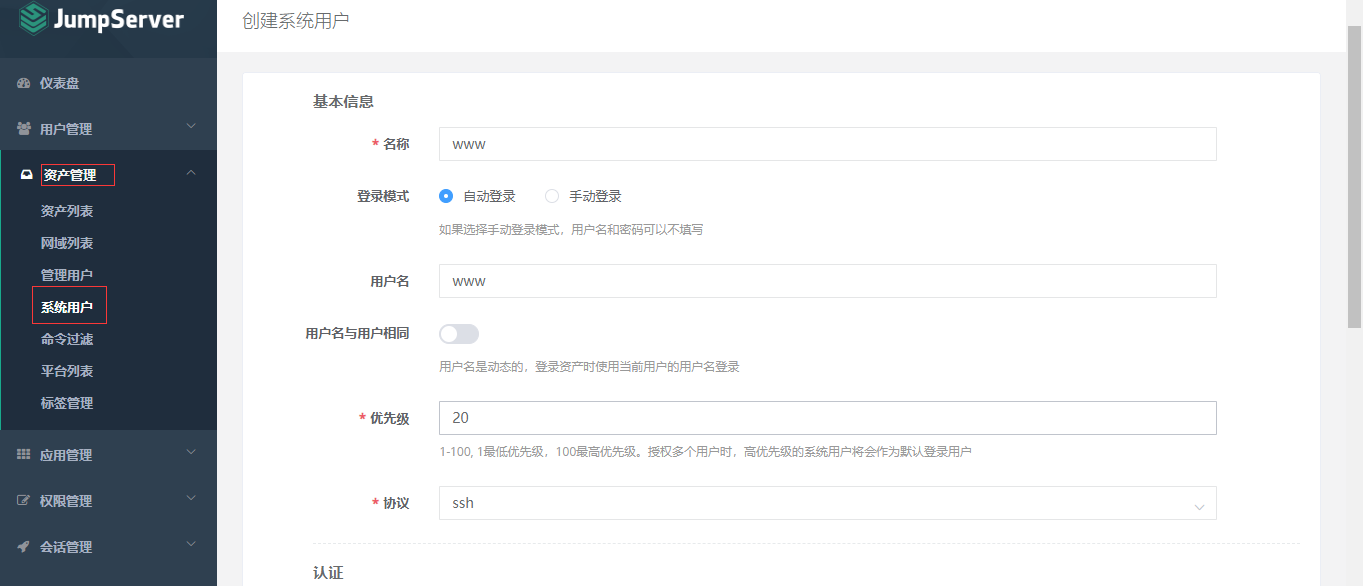 JumpServer
仪表盘
用户管理
资产管理
资产列表
网域列表
管理用户
系统用户
命令过滤
平台列表
标签管理
应用管理
权限管理
会话管理
创建系统用户
基本信息
* 名称 www
登录模式 自动登录 手动登录
如果选择手动登录模式，用户名和密码可以不填写
用户名 www
用户名与用户相同
用户名是动态的，登录资产时使用当前用户的用户名登录
* 优先级 20
1-100, 1最低优先级，100最高优先级。授权多个用户时，高优先级的系统用户将会作为默认登录用户
* 协议 ssh
认证